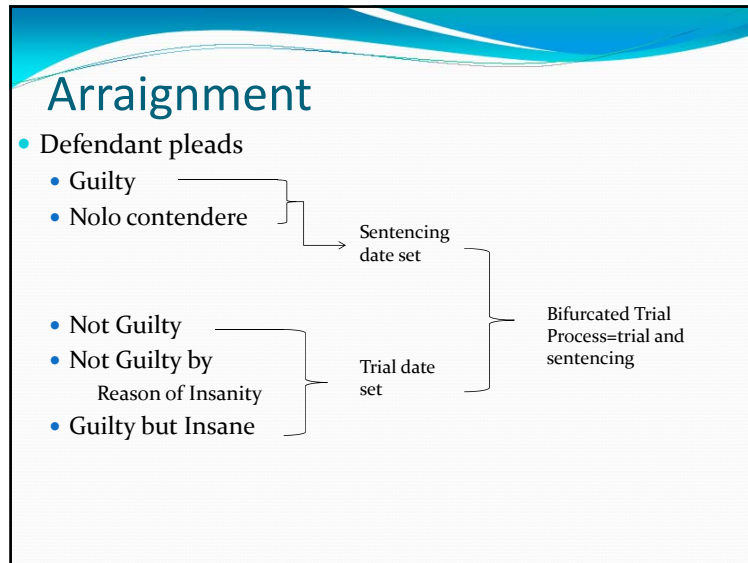 Arraignment
Defendant pleads
Guilty
Nolo contendere
Sentencing
date set
Not Guilty
Not Guilty by
Reason of Insanity
Guilty but Insane
Trial date
set
Bifurcated Trial
Process=trial and
sentencing